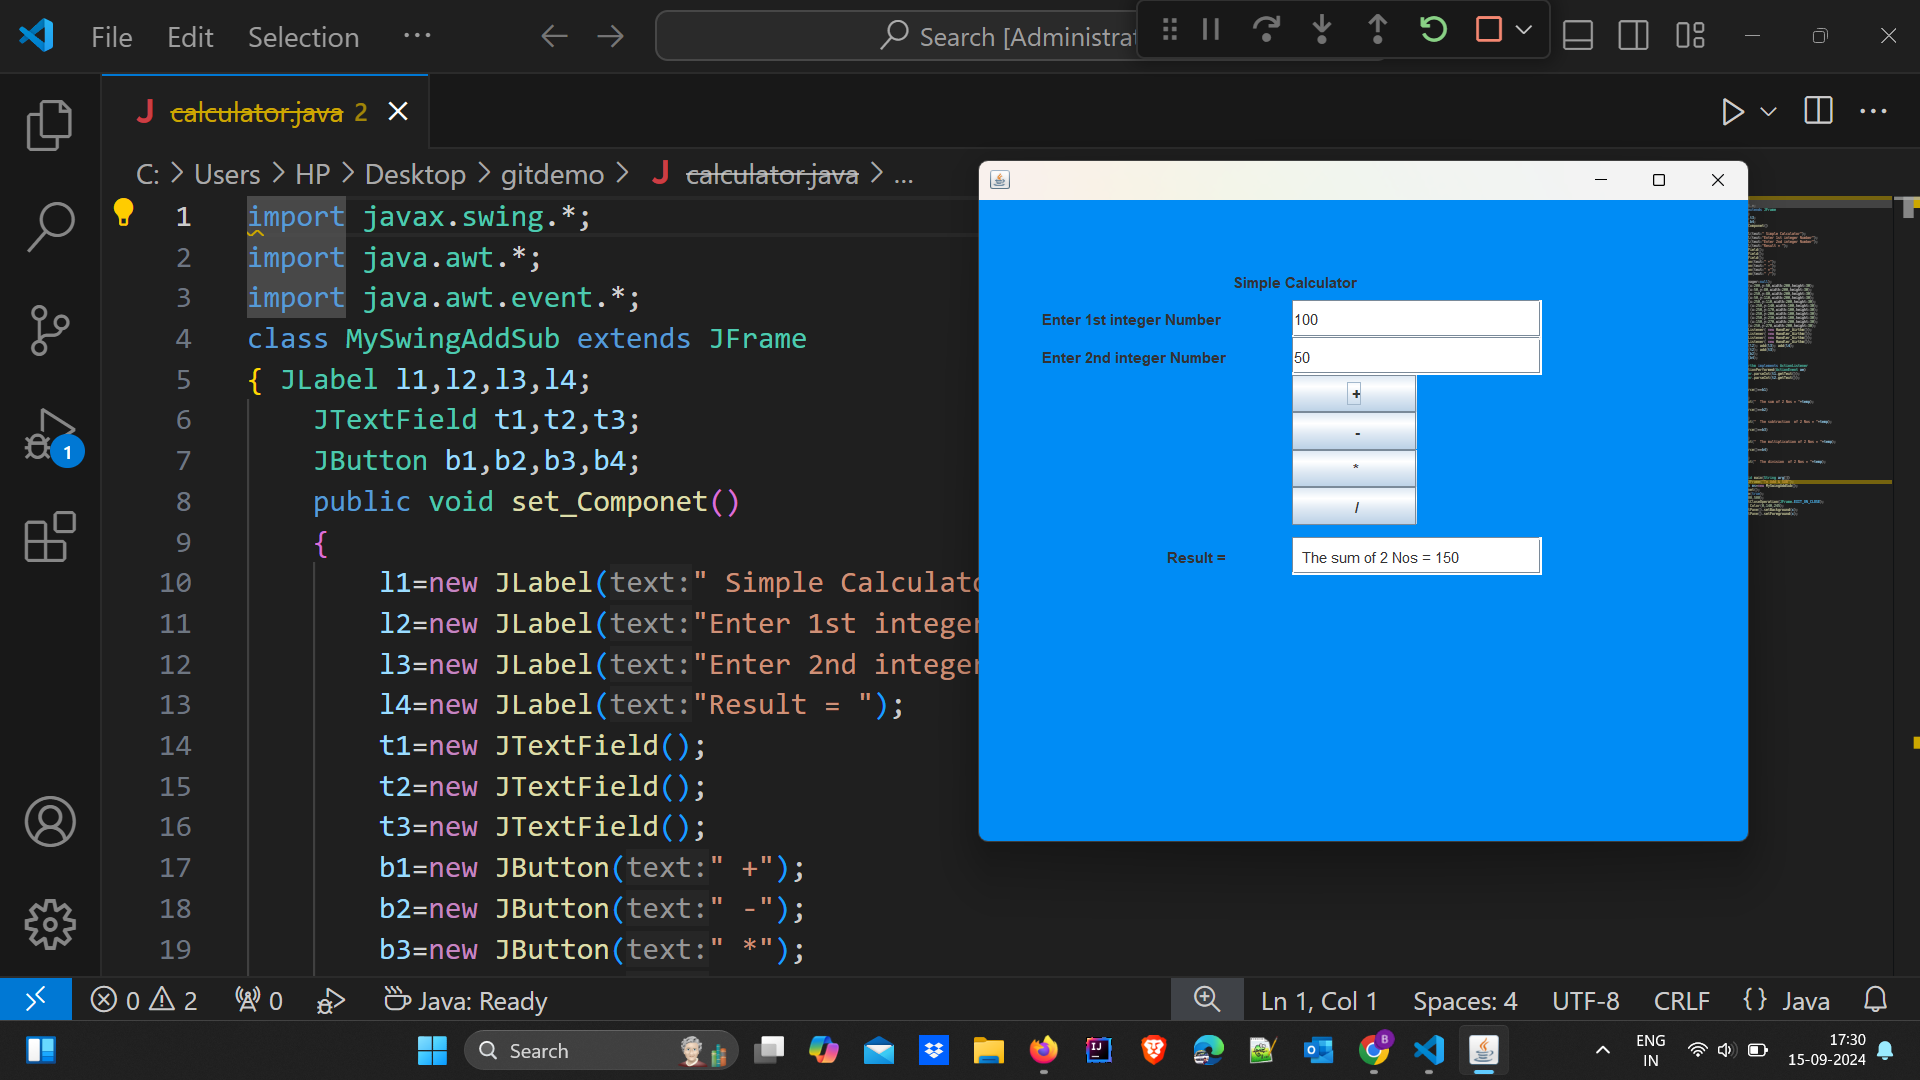 File Edit Selection ···
Search [Administrat
calculator.java 2
C: > Users > HP > Desktop > gitdemo > calculator.java > ...
1 import javax.swing.*;
2 import java.awt.*;
3 import java.awt.event.*;
4 class MySwingAddSub extends JFrame
5 { JLabel l1,l2,l3,l4;
6 JTextField t1,t2,t3;
7 JButton b1,b2,b3,b4;
8 public void set_Componet()
9 {
10 l1=new JLabel(text:" Simple Calculato
11 l2=new JLabel(text:"Enter 1st integer
12 l3=new JLabel(text:"Enter 2nd integer
13 l4=new JLabel(text:"Result = ");
14 t1=new JTextField();
15 t2=new JTextField();
16 t3=new JTextField();
17 b1=new JButton(text:" +");
18 b2=new JButton(text:" -");
19 b3=new JButton(text:" *");
Simple Calculator
Enter 1st integer Number 100
Enter 2nd integer Number 50
+
-
*
/
Result = The sum of 2 Nos = 150
1
0 2 0 Java: Ready Ln 1, Col 1 Spaces: 4 UTF-8 CRLF {} Java
Search
ENG
IN
17:30
15-09-2024